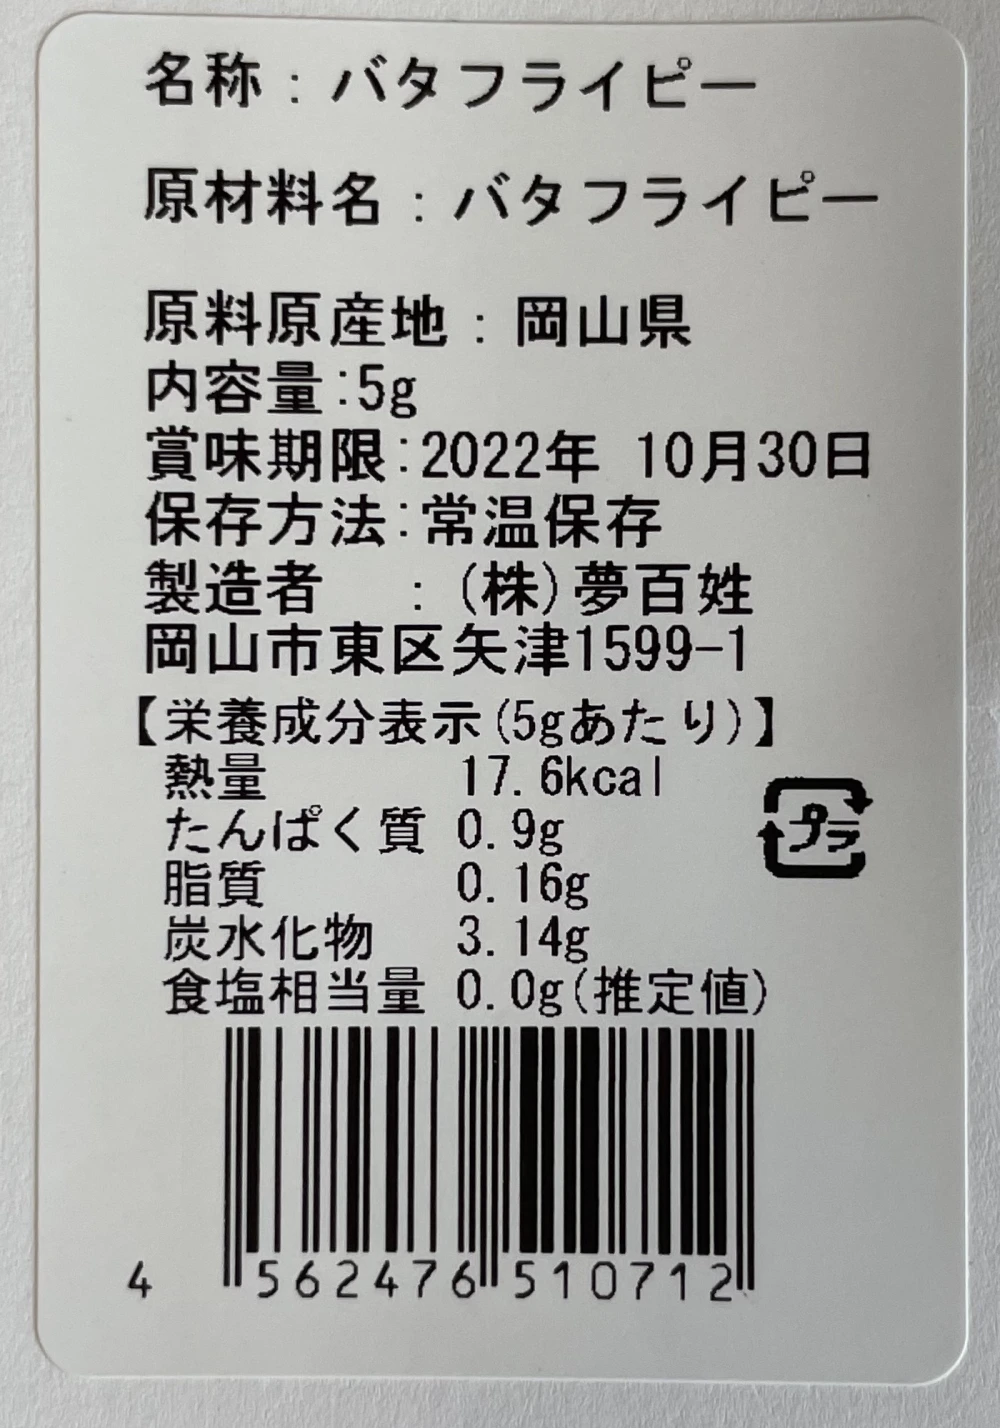 名称：バタフライピー
原材料名：バタフライピー
原料原産地：岡山県
内容量:5g
賞味期限:2022年 10月30日
保存方法:常温保存
製造者　：(株)夢百姓
岡山市東区矢津1599-1
【栄養成分表示(5gあたり)】
熱量 17.6kcal
たんぱく質 0.9g
脂質 0.16g
炭水化物 3.14g
食塩相当量 0.0g(推定値)
プラ
4 562476 510712